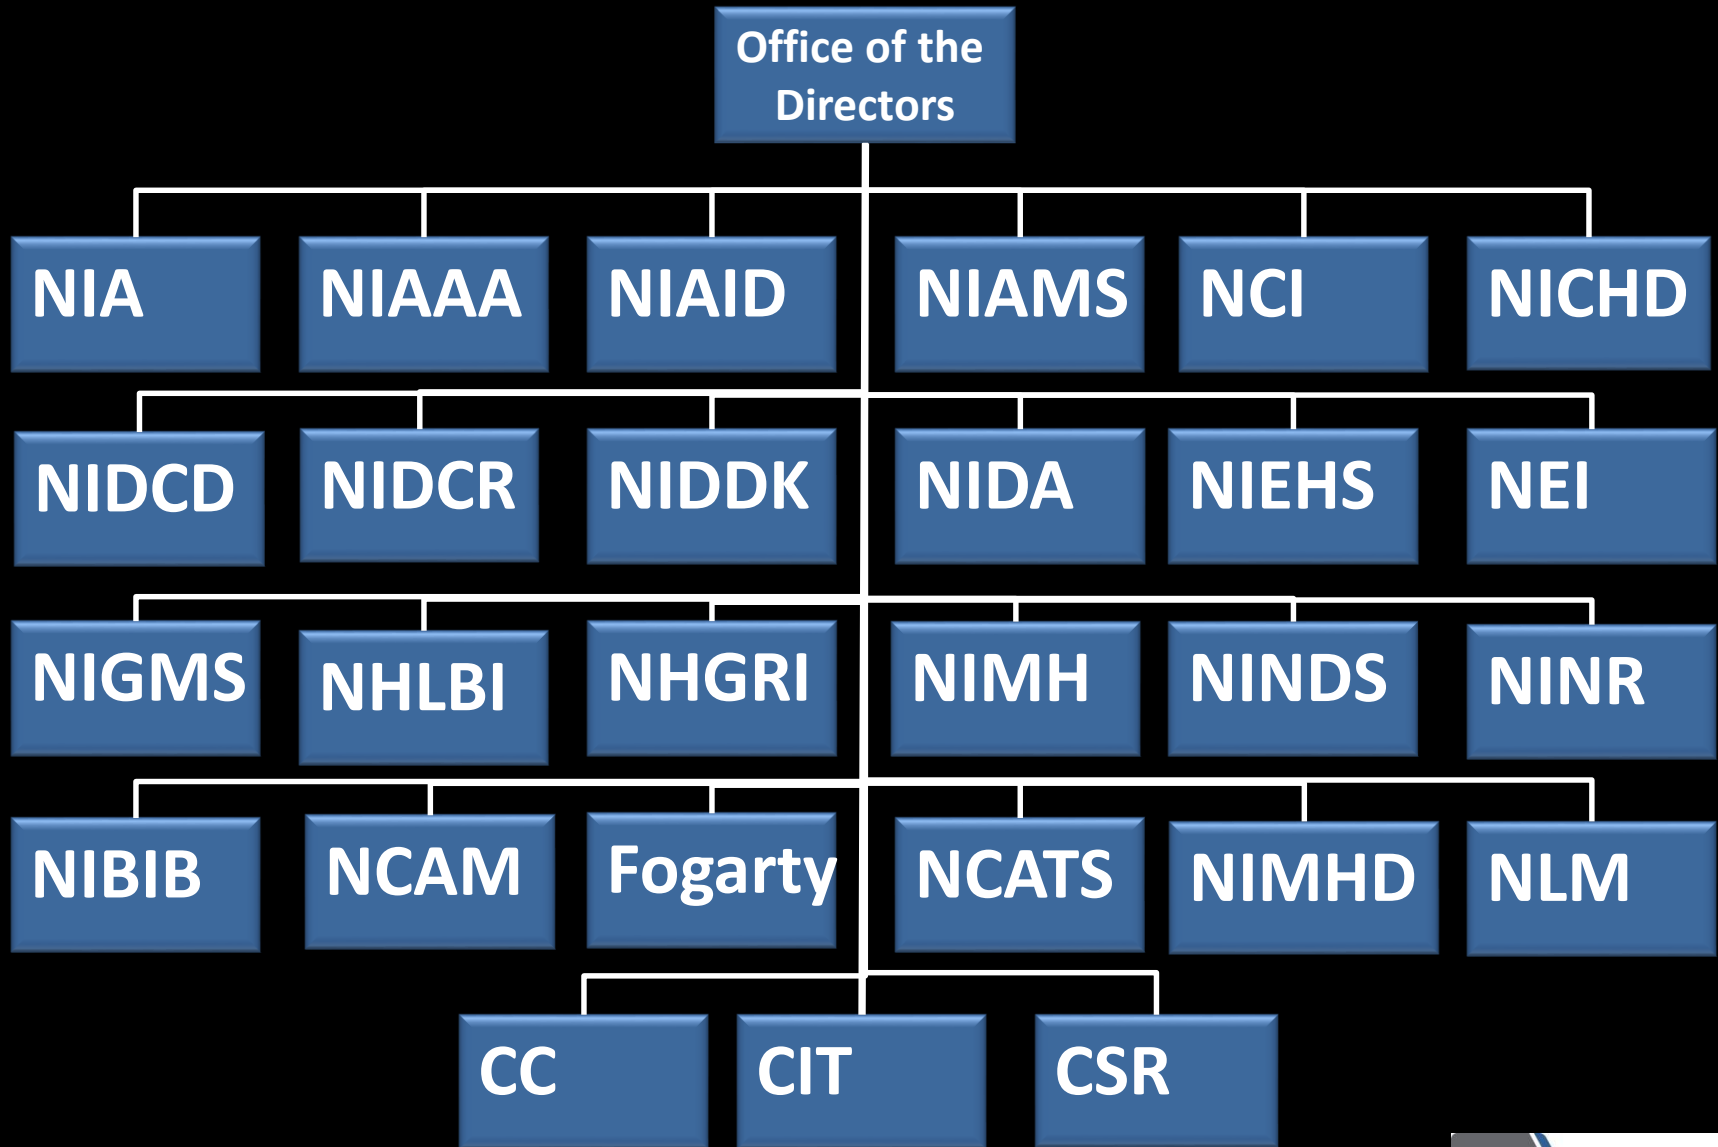 Office of the
Directors
NIA
NIAAA
NIAID
NIAMS
NCI
NICHD
NIDCD
NIDCR
NIDDK
NIDA
NIEHS
NEI
NIGMS
NHLBI
NHGRI
NIMH
NINDS
NINR
NIBIB
NCAM
Fogarty
NCATS
NIMHD
NLM
CC
CIT
CSR